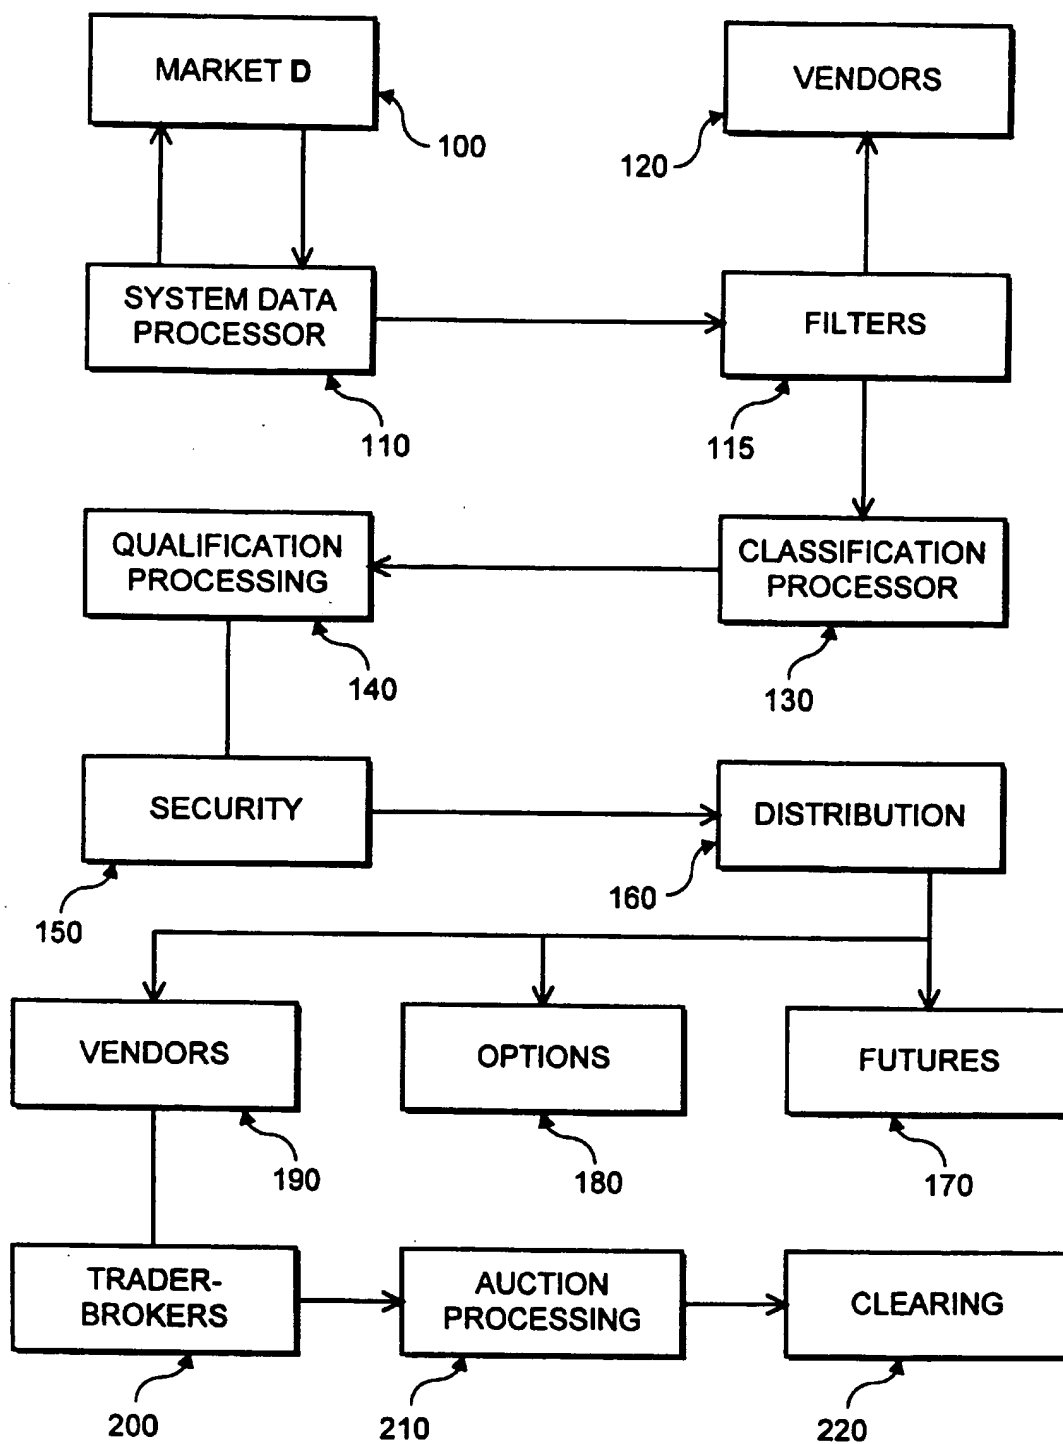 MARKET D
100
VENDORS
120
SYSTEM DATA
PROCESSOR
110
FILTERS
115
QUALIFICATION
PROCESSING
140
CLASSIFICATION
PROCESSOR
130
SECURITY
150
DISTRIBUTION
160
VENDORS
190
OPTIONS
180
FUTURES
170
TRADER-
BROKERS
200
AUCTION
PROCESSING
210
CLEARING
220